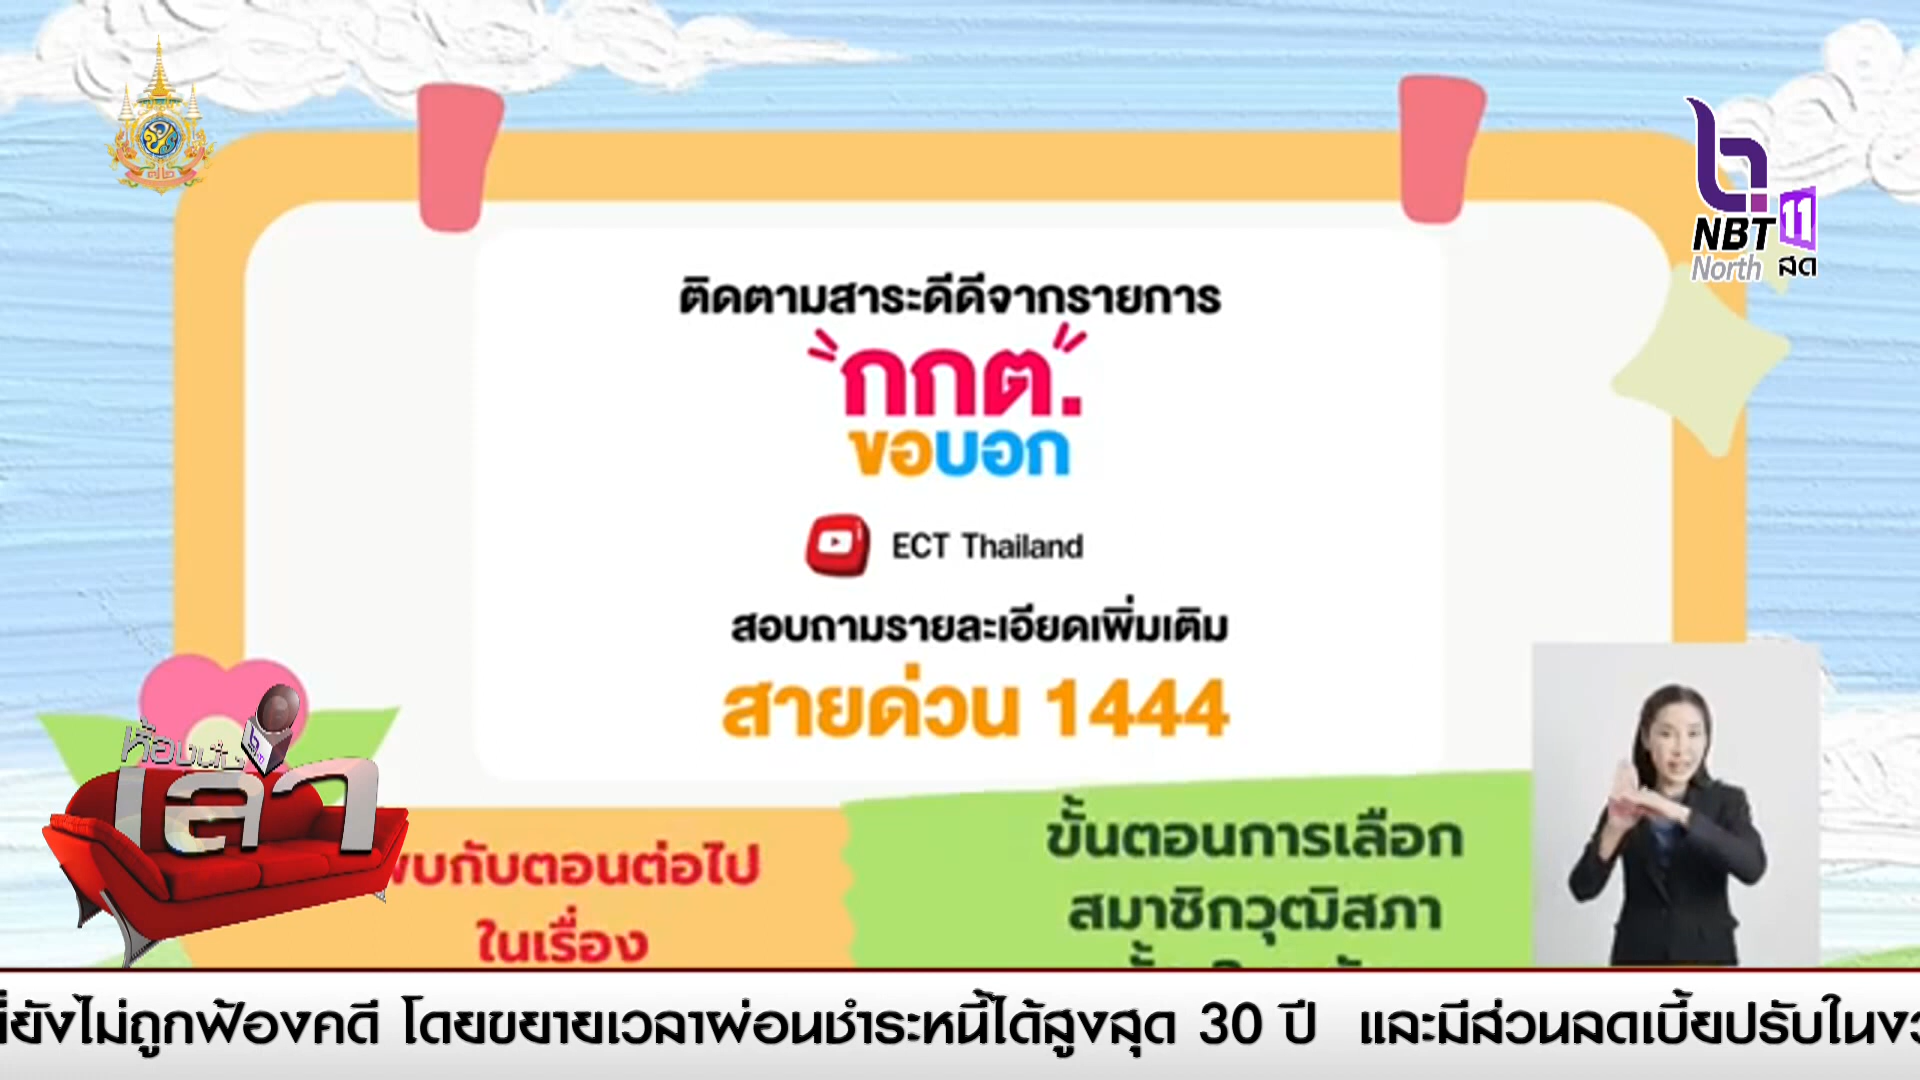 NBT 11
North สด
ติดตามสาระดีดีจากรายการ
กกต.
ขอบอก
ECT Thailand
สอบถามรายละเอียดเพิ่มเติม
สายด่วน 1444
ห้องนั่ง
เล่า
พบกับตอนต่อไป
ในเรื่อง
ขั้นตอนการเลือก
สมาชิกวุฒิสภา
ยังไม่ถูกฟ้องคดี โดยขยายเวลาผ่อนชำระหนี้ได้สูงสุด 30 ปี และมีส่วนลดเบี้ยปรับใน